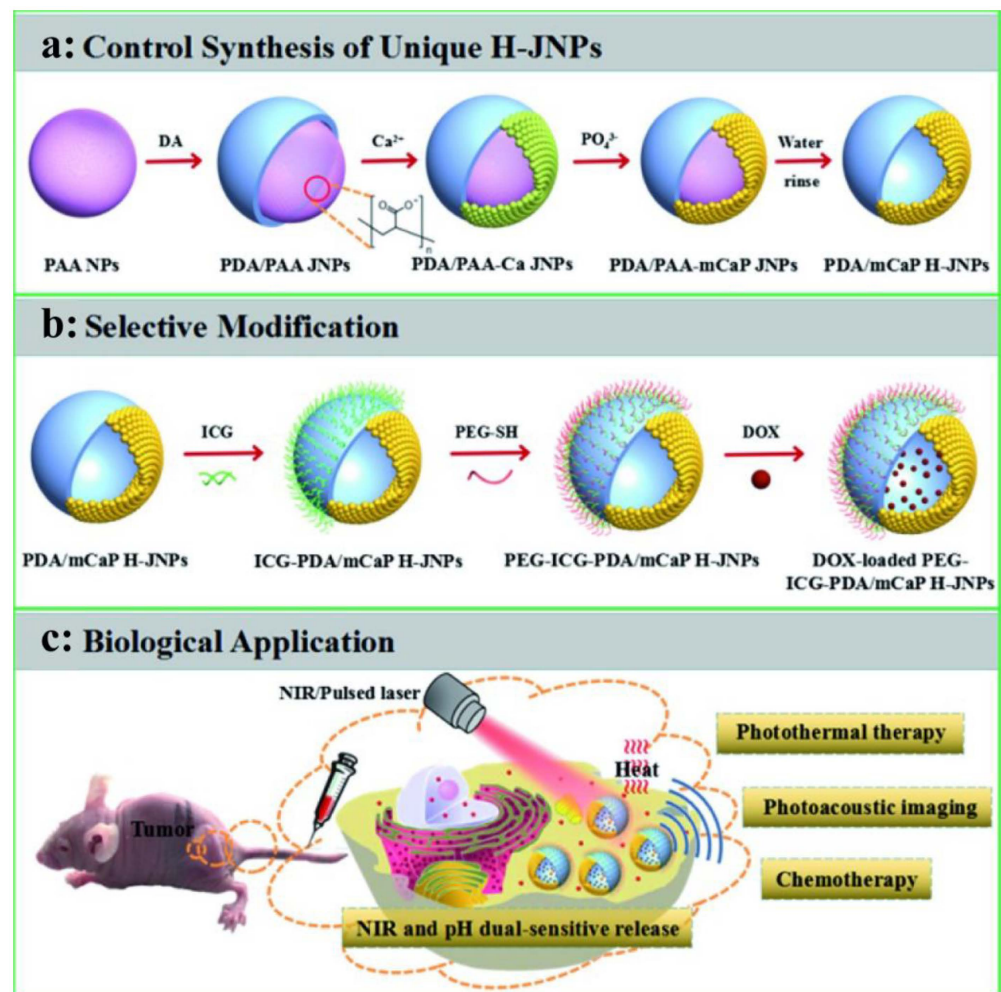 a: Control Synthesis of Unique H-JNPs
DA
Ca²⁺
PO₄³⁻
Water
rinse
O
O⁻
n
PAA NPs
PDA/PAA JNPs
PDA/PAA-Ca JNPs
PDA/PAA-mCaP JNPs
PDA/mCaP H-JNPs
b: Selective Modification
ICG
PEG-SH
DOX
PDA/mCaP H-JNPs
ICG-PDA/mCaP H-JNPs
PEG-ICG-PDA/mCaP H-JNPs
DOX-loaded PEG-
ICG-PDA/mCaP H-JNPs
c: Biological Application
NIR/Pulsed laser
Photothermal therapy
Heat
Photoacoustic imaging
Tumor
Chemotherapy
NIR and pH dual-sensitive release